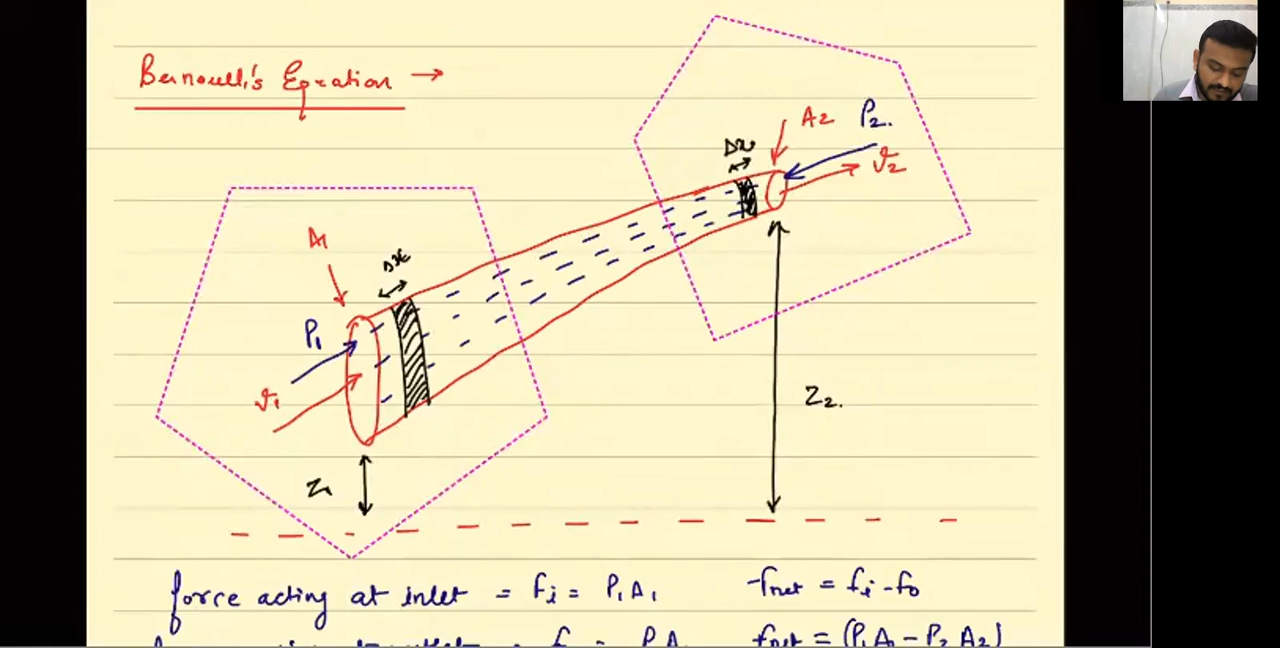 Bernoulli's Equation →
A2
P2.
Δx
v2
A1
Δx
P1
v1
Z2.
Z1
force acting at inlet = fi = P1A1
fnet = fi - fo
fnet = (P1A1 - P2A2)